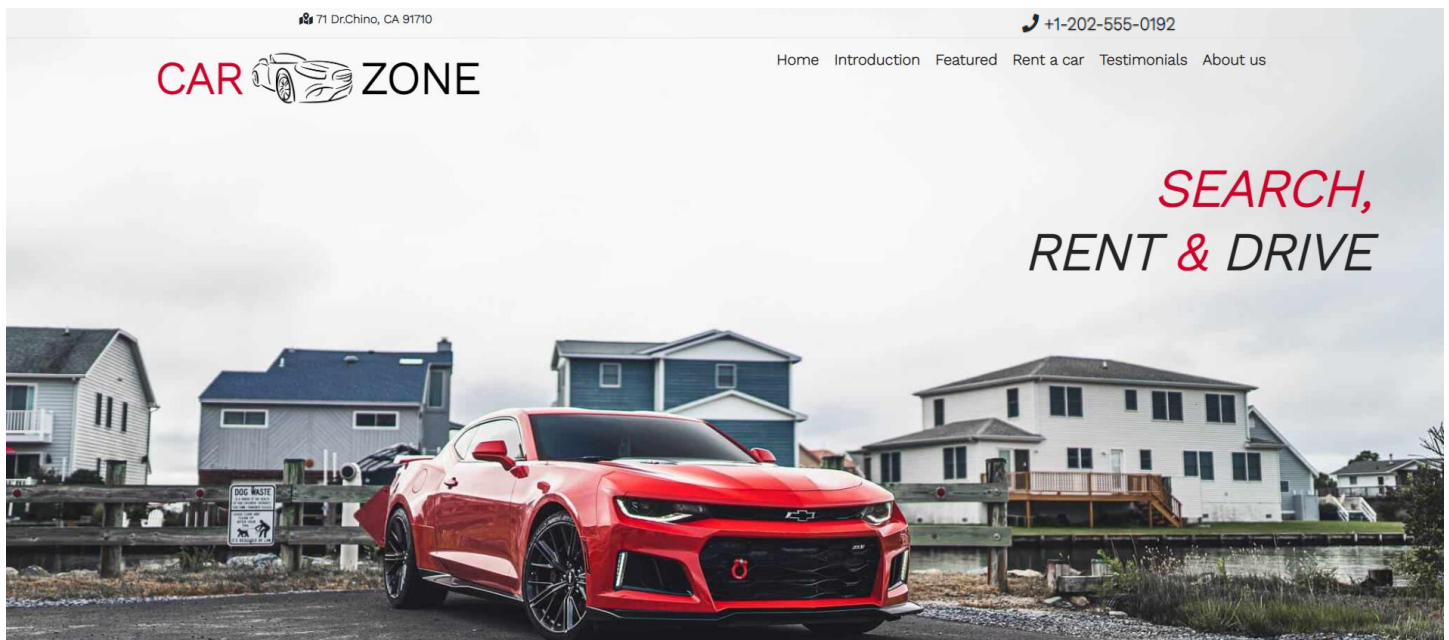 71 Dr.Chino, CA 91710
+1-202-555-0192
CAR ZONE
Home Introduction Featured Rent a car Testimonials About us
SEARCH,
RENT & DRIVE
DOG WASTE